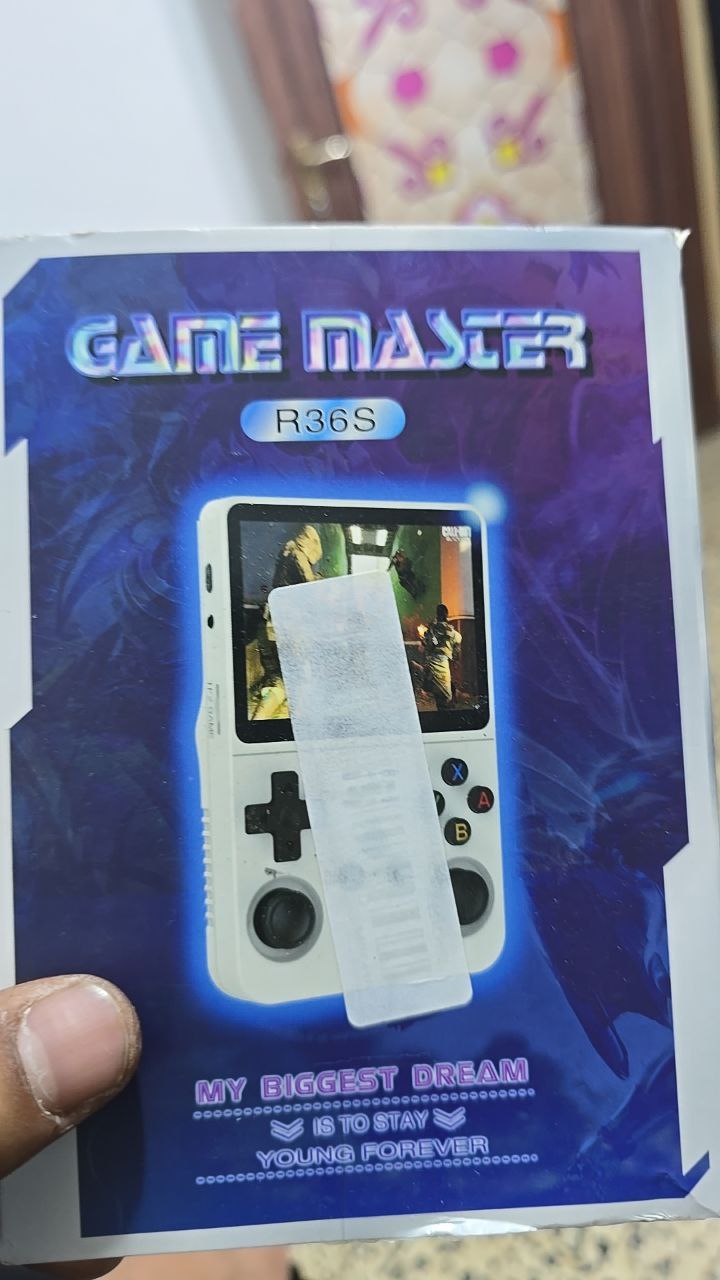 GAME MASTER
R36S
X
A
B
MY BIGGEST DREAM
IS TO STAY
YOUNG FOREVER